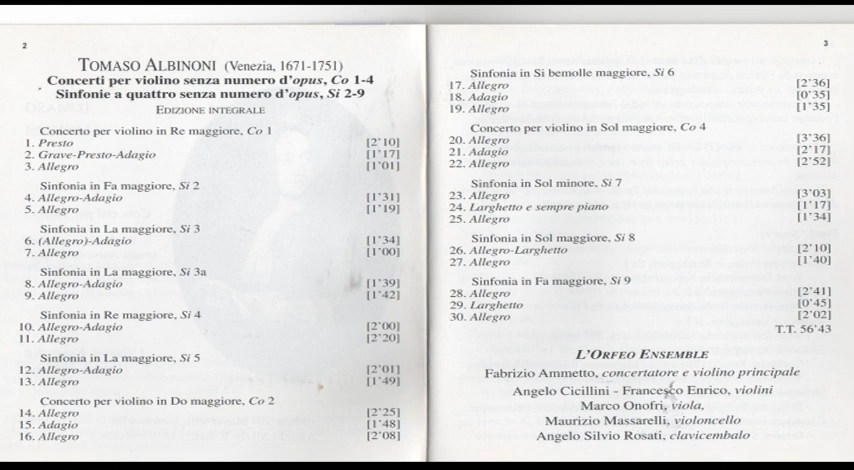 2
TOMASO ALBINONI (Venezia, 1671-1751)
Concerti per violino senza numero d'opus, Co 1-4
Sinfonie a quattro senza numero d'opus, Si 2-9
EDIZIONE INTEGRALE
Concerto per violino in Re maggiore, Co 1
1. Presto [2'10]
2. Grave-Presto-Adagio [1'17]
3. Allegro [1'01]
Sinfonia in Fa maggiore, Si 2
4. Allegro-Adagio [1'31]
5. Allegro [1'19]
Sinfonia in La maggiore, Si 3
6. (Allegro)-Adagio [1'34]
7. Allegro [1'00]
Sinfonia in La maggiore, Si 3a
8. Allegro-Adagio [1'39]
9. Allegro [1'42]
Sinfonia in Re maggiore, Si 4
10. Allegro-Adagio [2'00]
11. Allegro [2'20]
Sinfonia in La maggiore, Si 5
12. Allegro-Adagio [2'01]
13. Allegro [1'49]
Concerto per violino in Do maggiore, Co 2
14. Allegro [2'25]
15. Adagio [1'48]
16. Allegro [2'08]
3
Sinfonia in Si bemolle maggiore, Si 6
17. Allegro [2'36]
18. Adagio [0'35]
19. Allegro [1'35]
Concerto per violino in Sol maggiore, Co 4
20. Allegro [3'36]
21. Adagio [2'17]
22. Allegro [2'52]
Sinfonia in Sol minore, Si 7
23. Allegro [3'03]
24. Larghetto e sempre piano [1'17]
25. Allegro [1'34]
Sinfonia in Sol maggiore, Si 8
26. Allegro-Larghetto [2'10]
27. Allegro [1'40]
Sinfonia in Fa maggiore, Si 9
28. Allegro [2'41]
29. Larghetto [0'45]
30. Allegro [2'02]
T.T. 56'43
L'ORFEO ENSEMBLE
Fabrizio Ammetto, concertatore e violino principale
Angelo Cicillini - Francesco Enrico, violini
Marco Onofri, viola,
Maurizio Massarelli, violoncello
Angelo Silvio Rosati, clavicembalo